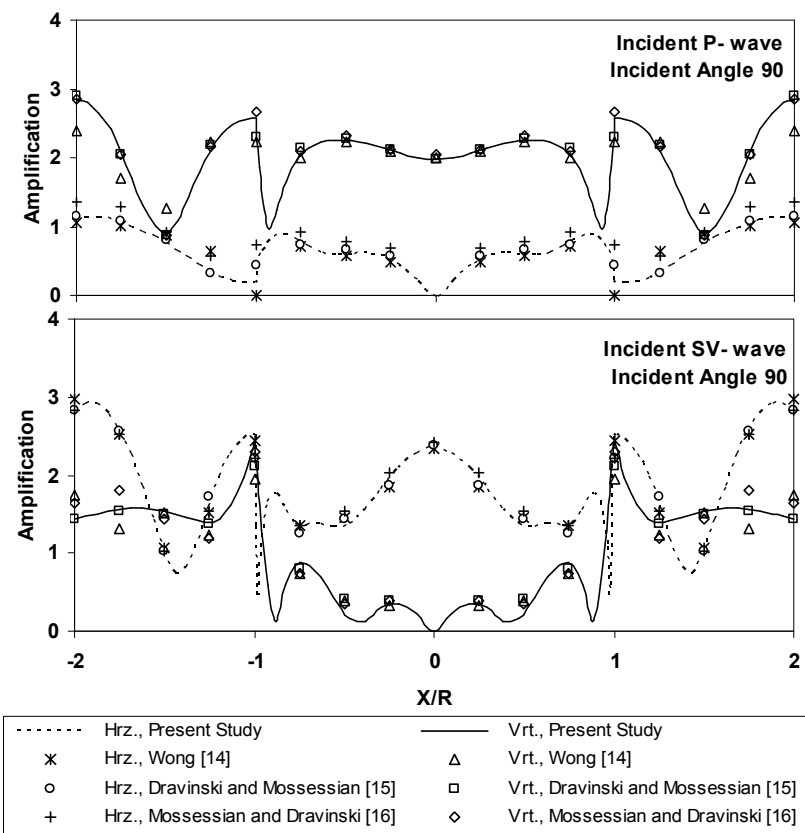 Incident P- wave
Incident Angle 90
4
3
2
1
0
Amplification
Incident SV- wave
Incident Angle 90
4
3
2
1
0
Amplification
-2 -1 0 1 2
X/R
Hrz., Present Study Vrt., Present Study
Hrz., Wong [14] Vrt., Wong [14]
Hrz., Dravinski and Mossessian [15] Vrt., Dravinski and Mossessian [15]
Hrz., Mossessian and Dravinski [16] Vrt., Mossessian and Dravinski [16]